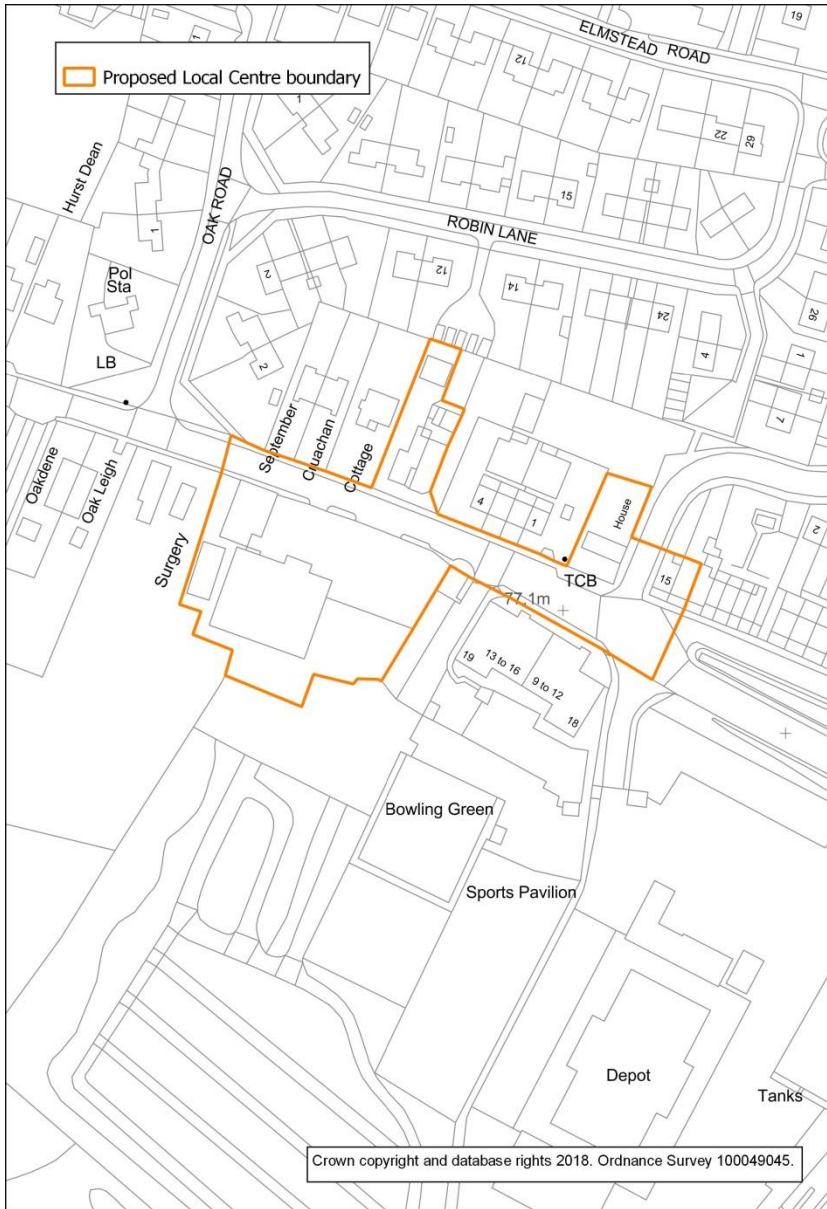 19
ELMSTEAD ROAD
Proposed Local Centre boundary
1
12
1
22
29
Hurst Dean
OAK ROAD
1
15
ROBIN LANE
Pol
Sta
2
12
14
24
26
LB
2
4
1
7
September
Cruachan
Cottage
Oakdene
Oak Leigh
Surgery
4
1
House
TCB
15
2
77.1m
19
13 to 16
9 to 12
18
Bowling Green
Sports Pavilion
Depot
Tanks
Crown copyright and database rights 2018. Ordnance Survey 100049045.